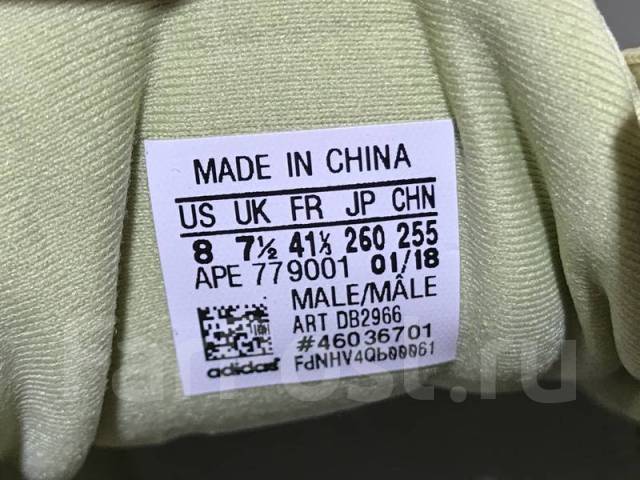 MADE IN CHINA
US UK FR JP CHN
8 7½ 41⅓ 260 255
APE 779001 01/18
MALE/MÂLE
ART DB2966
#46036701
FdNHV4Qb00061
adidas